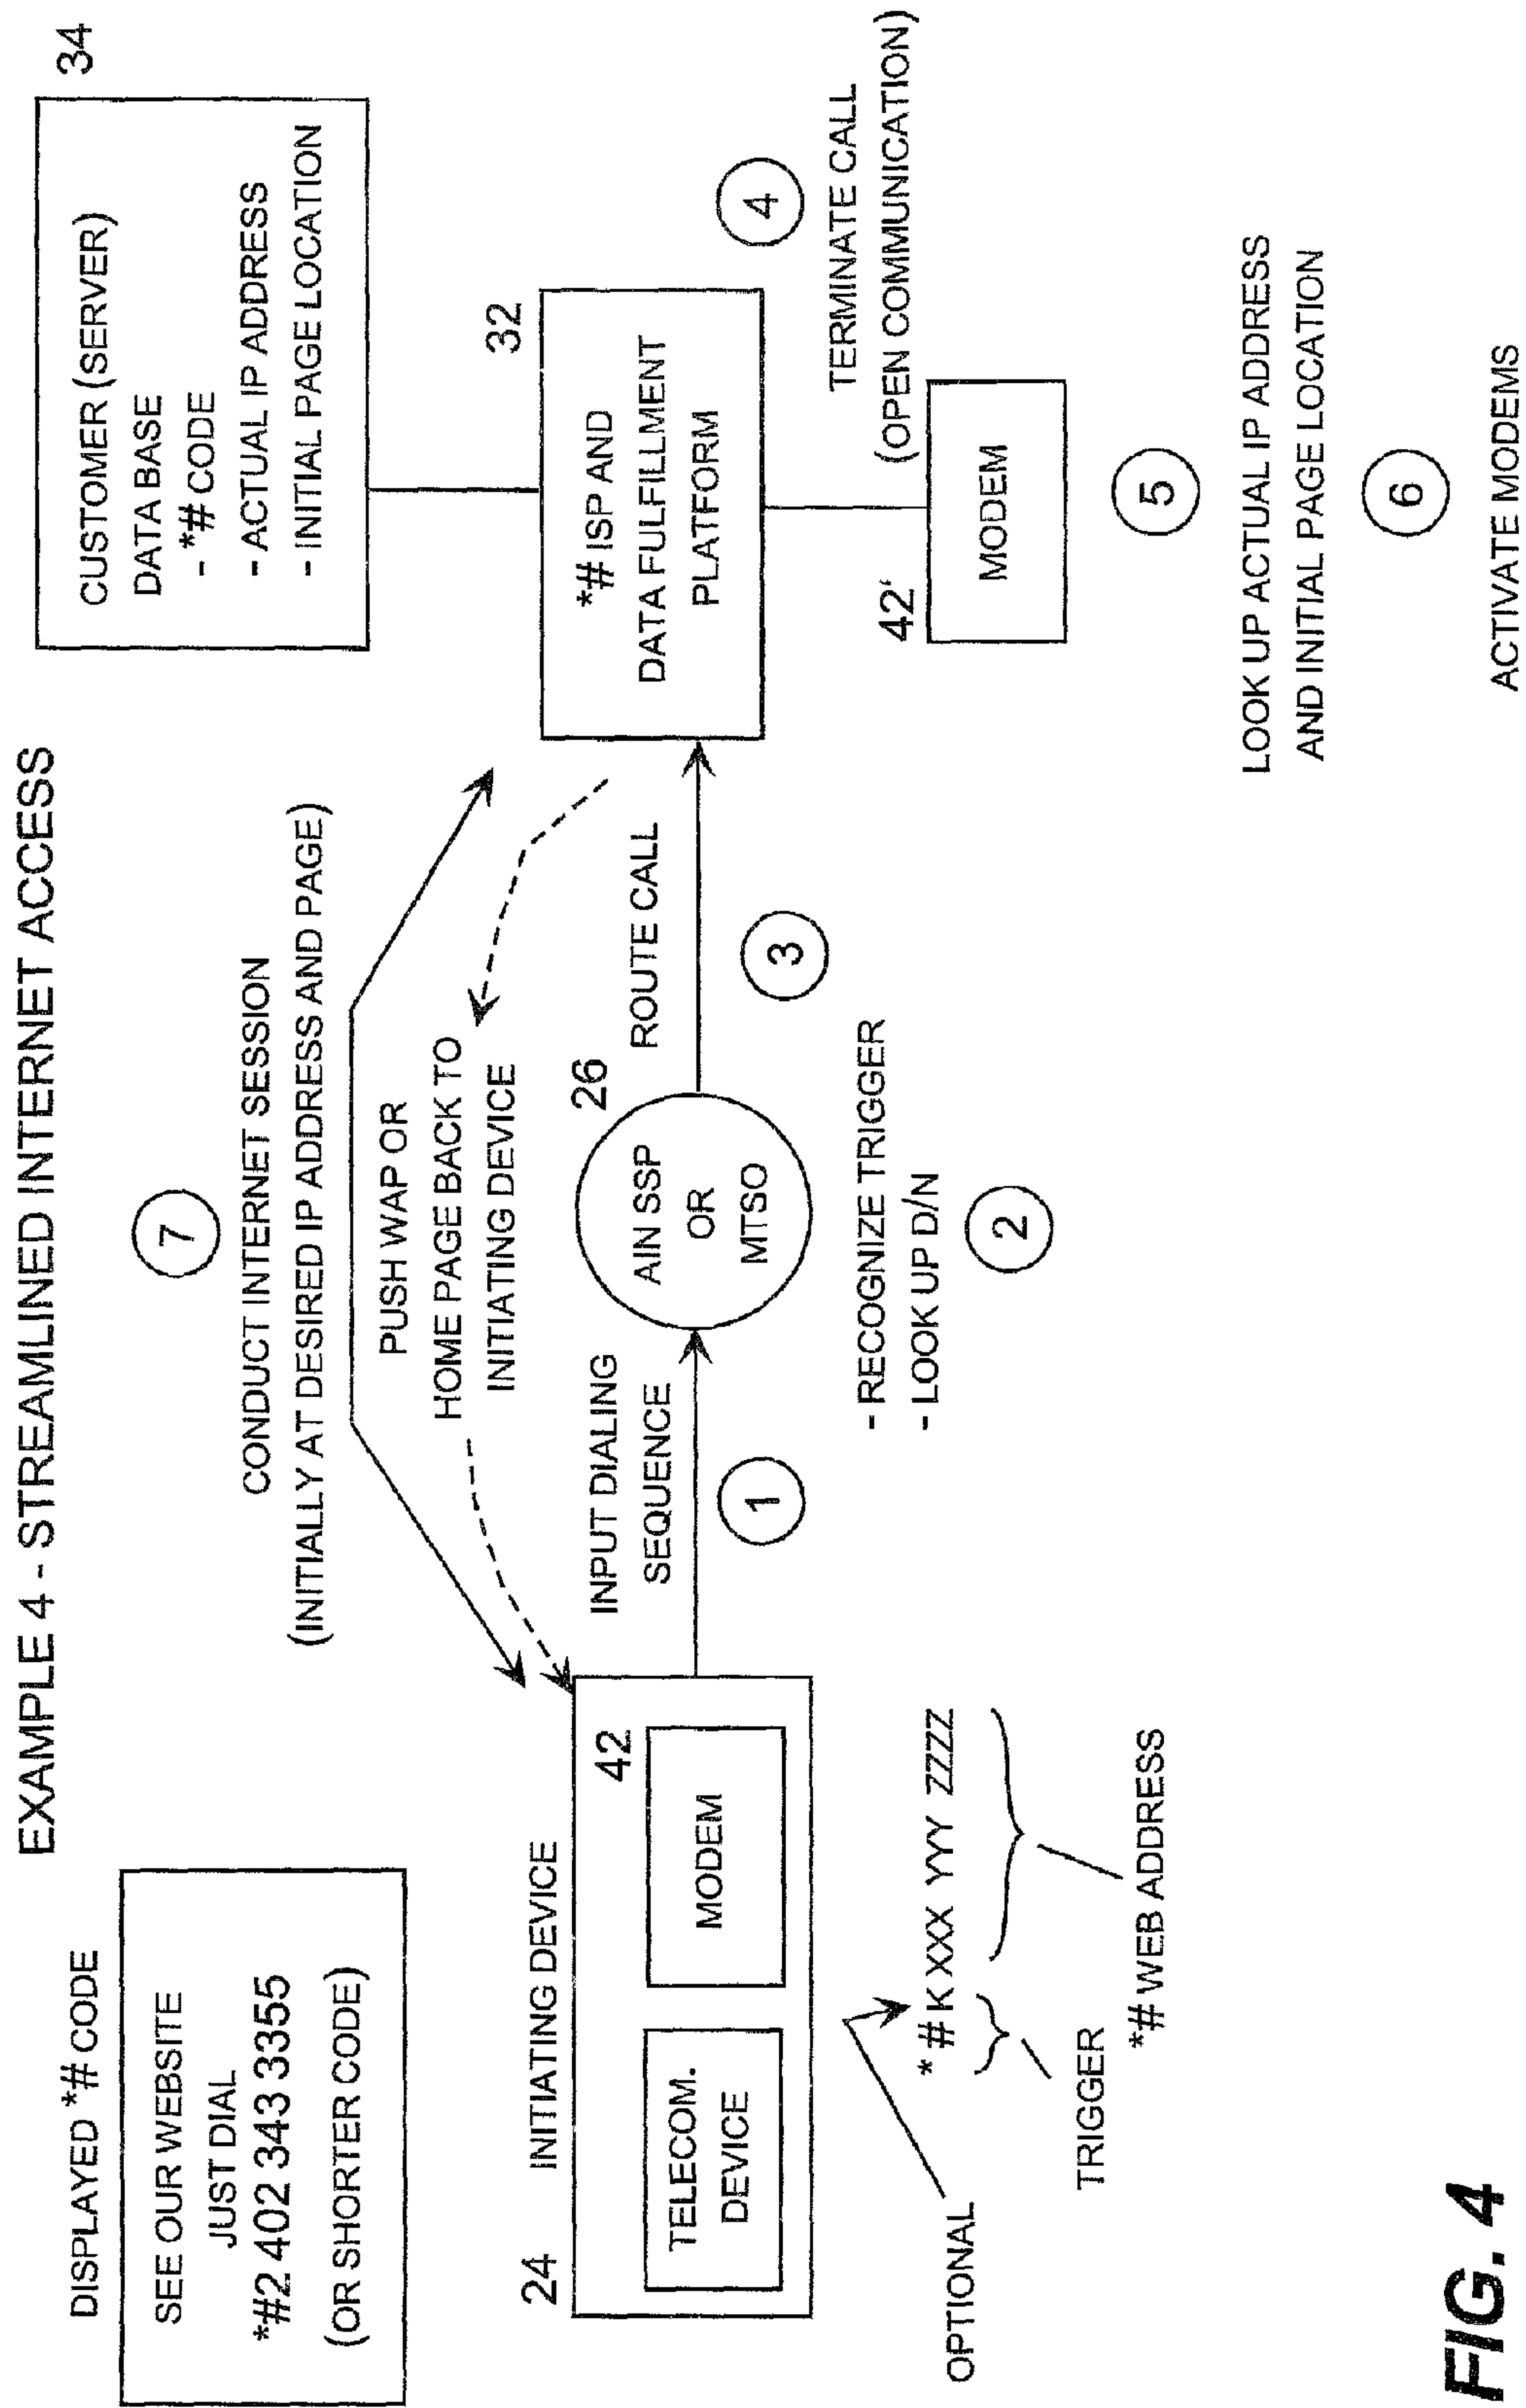 EXAMPLE 4 - STREAMLINED INTERNET ACCESS
DISPLAYED *# CODE
SEE OUR WEBSITE
JUST DIAL
*#2 402 343 3355
(OR SHORTER CODE)
7
CONDUCT INTERNET SESSION
(INITIALLY AT DESIRED IP ADDRESS AND PAGE)
PUSH WAP OR
HOME PAGE BACK TO
INITIATING DEVICE
34
CUSTOMER (SERVER)
DATA BASE
- *# CODE
- ACTUAL IP ADDRESS
- INITIAL PAGE LOCATION
24
INITIATING DEVICE
TELECOM.
DEVICE
42
MODEM
INPUT DIALING
SEQUENCE
1
26
AIN SSP
OR
MTSO
ROUTE CALL
3
32
*# ISP AND
DATA FULFILLMENT
PLATFORM
4
TERMINATE CALL
(OPEN COMMUNICATION)
- RECOGNIZE TRIGGER
- LOOK UP D/N
2
42'
MODEM
OPTIONAL
*# K XXX YYY ZZZZ
TRIGGER
*# WEB ADDRESS
5
LOOK UP ACTUAL IP ADDRESS
AND INITIAL PAGE LOCATION
6
ACTIVATE MODEMS
FIG. 4